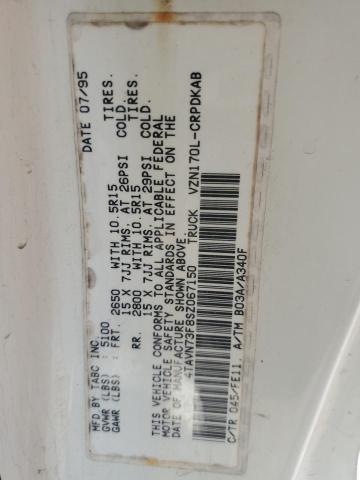 MFD BY TABC INC. DATE 07/95
GVWR (LBS) : 5100
GAWR (LBS) : FRT. 2650 WITH 10.5R15 TIRES.
15 X 7JJ RIMS. AT 26PSI COLD.
RR. 2800 WITH 10.5R15 TIRES.
15 X 7JJ RIMS. AT 29PSI COLD.
THIS VEHICLE CONFORMS TO ALL APPLICABLE FEDERAL
MOTOR VEHICLE SAFETY STANDARDS IN EFFECT ON THE
DATE OF MANUFACTURE SHOWN ABOVE.
4TAVN73F8SZ067150 TRUCK VZN170L-CRPDKAB
C/TR 045/FE11. A/TM B03A/A340F